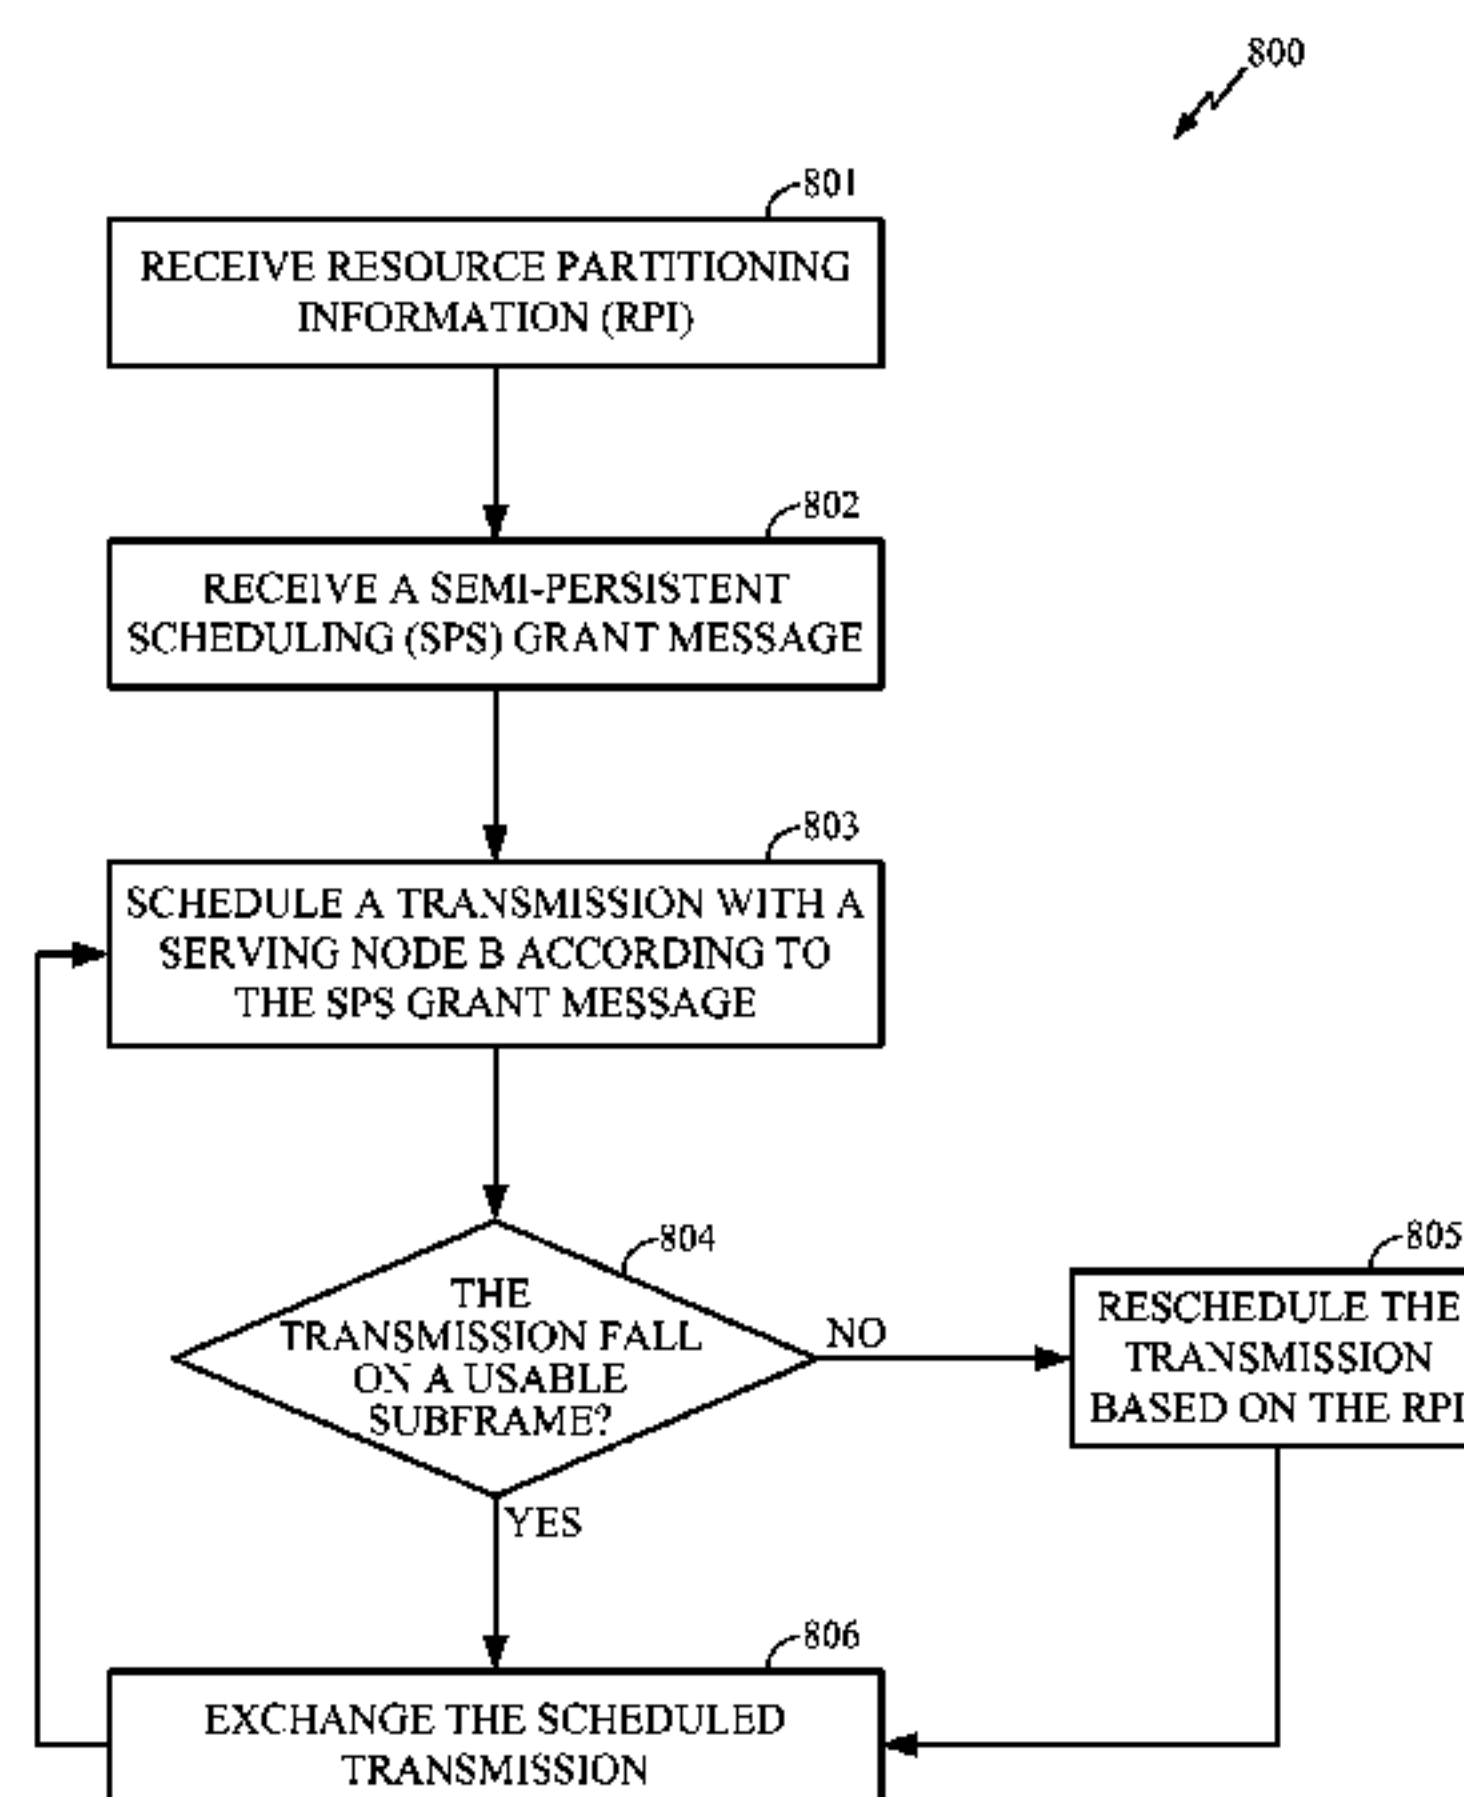 800
801
RECEIVE RESOURCE PARTITIONING
INFORMATION (RPI)
802
RECEIVE A SEMI-PERSISTENT
SCHEDULING (SPS) GRANT MESSAGE
803
SCHEDULE A TRANSMISSION WITH A
SERVING NODE B ACCORDING TO
THE SPS GRANT MESSAGE
804
THE
TRANSMISSION FALL
ON A USABLE
SUBFRAME?
NO
805
RESCHEDULE THE
TRANSMISSION
BASED ON THE RPI
YES
806
EXCHANGE THE SCHEDULED
TRANSMISSION